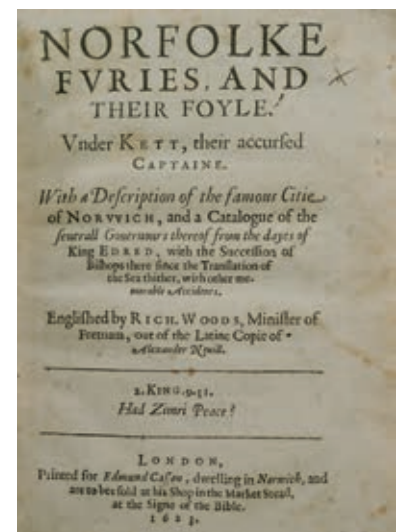 NORFOLKE
FVRIES, AND
THEIR FOYLE.
Vnder KETT, their accursed
CAPTAINE.
With a Description of the famous Citie
of NORVVICH, and a Catalogue of the
seuerall Gouernours thereof from the dayes of
King EDRED, with the Succession of
Bishops there since the Translation of
the Sea thither, with other me-
morable Accidents.
Englished by RICH. WOODS, Minister of
out of the Latine Copie of
Alexander
2. KING. 9.31.
Had Zimri Peace?
LONDON,
Printed for Edmund Casson, dwelling in Norwich, and
are to bee sold at his Shop in the Market Stead,
at the Signe of the Bible.
1623.